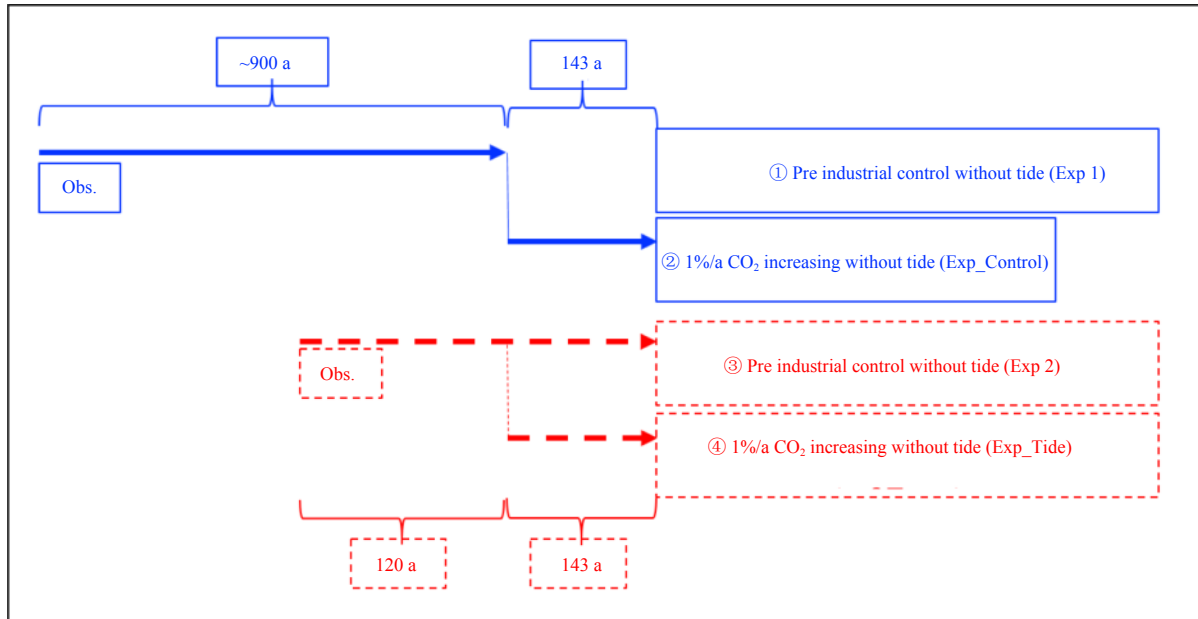 ~900 a
143 a
① Pre industrial control without tide (Exp 1)
Obs.
② 1%/a CO₂ increasing without tide (Exp_Control)
③ Pre industrial control without tide (Exp 2)
Obs.
④ 1%/a CO₂ increasing without tide (Exp_Tide)
120 a
143 a